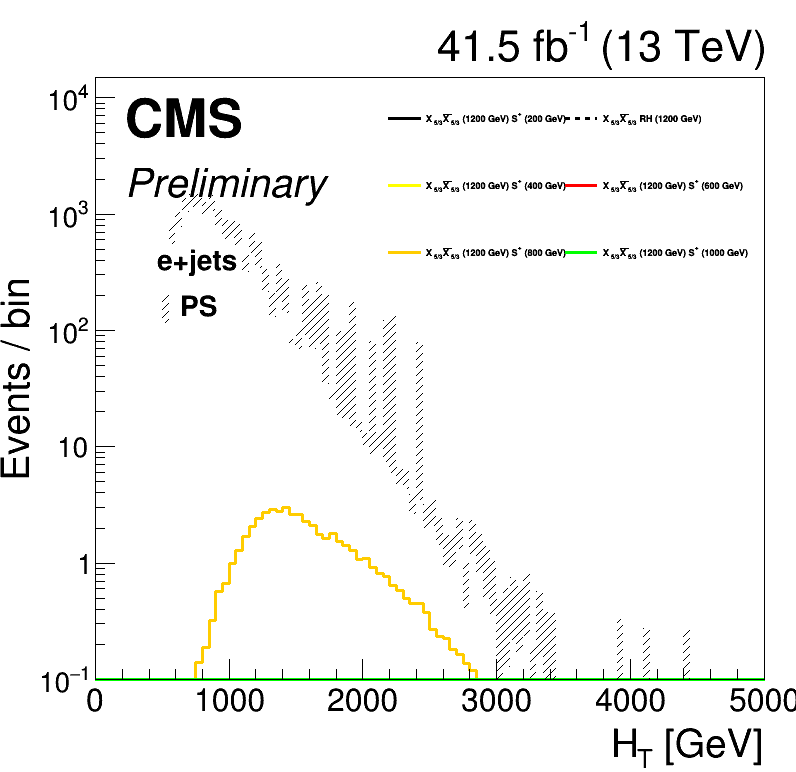 41.5 fb⁻¹ (13 TeV)
CMS
Preliminary
e+jets
PS
X₅/₃X̅₅/₃ (1200 GeV) S⁺ (200 GeV)
X₅/₃X̅₅/₃ RH (1200 GeV)
X₅/₃X̅₅/₃ (1200 GeV) S⁺ (400 GeV)
X₅/₃X̅₅/₃ (1200 GeV) S⁺ (600 GeV)
X₅/₃X̅₅/₃ (1200 GeV) S⁺ (800 GeV)
X₅/₃X̅₅/₃ (1200 GeV) S⁺ (1000 GeV)
Events / bin
10⁴
10³
10²
10
1
10⁻¹
0 1000 2000 3000 4000 5000
H_T [GeV]